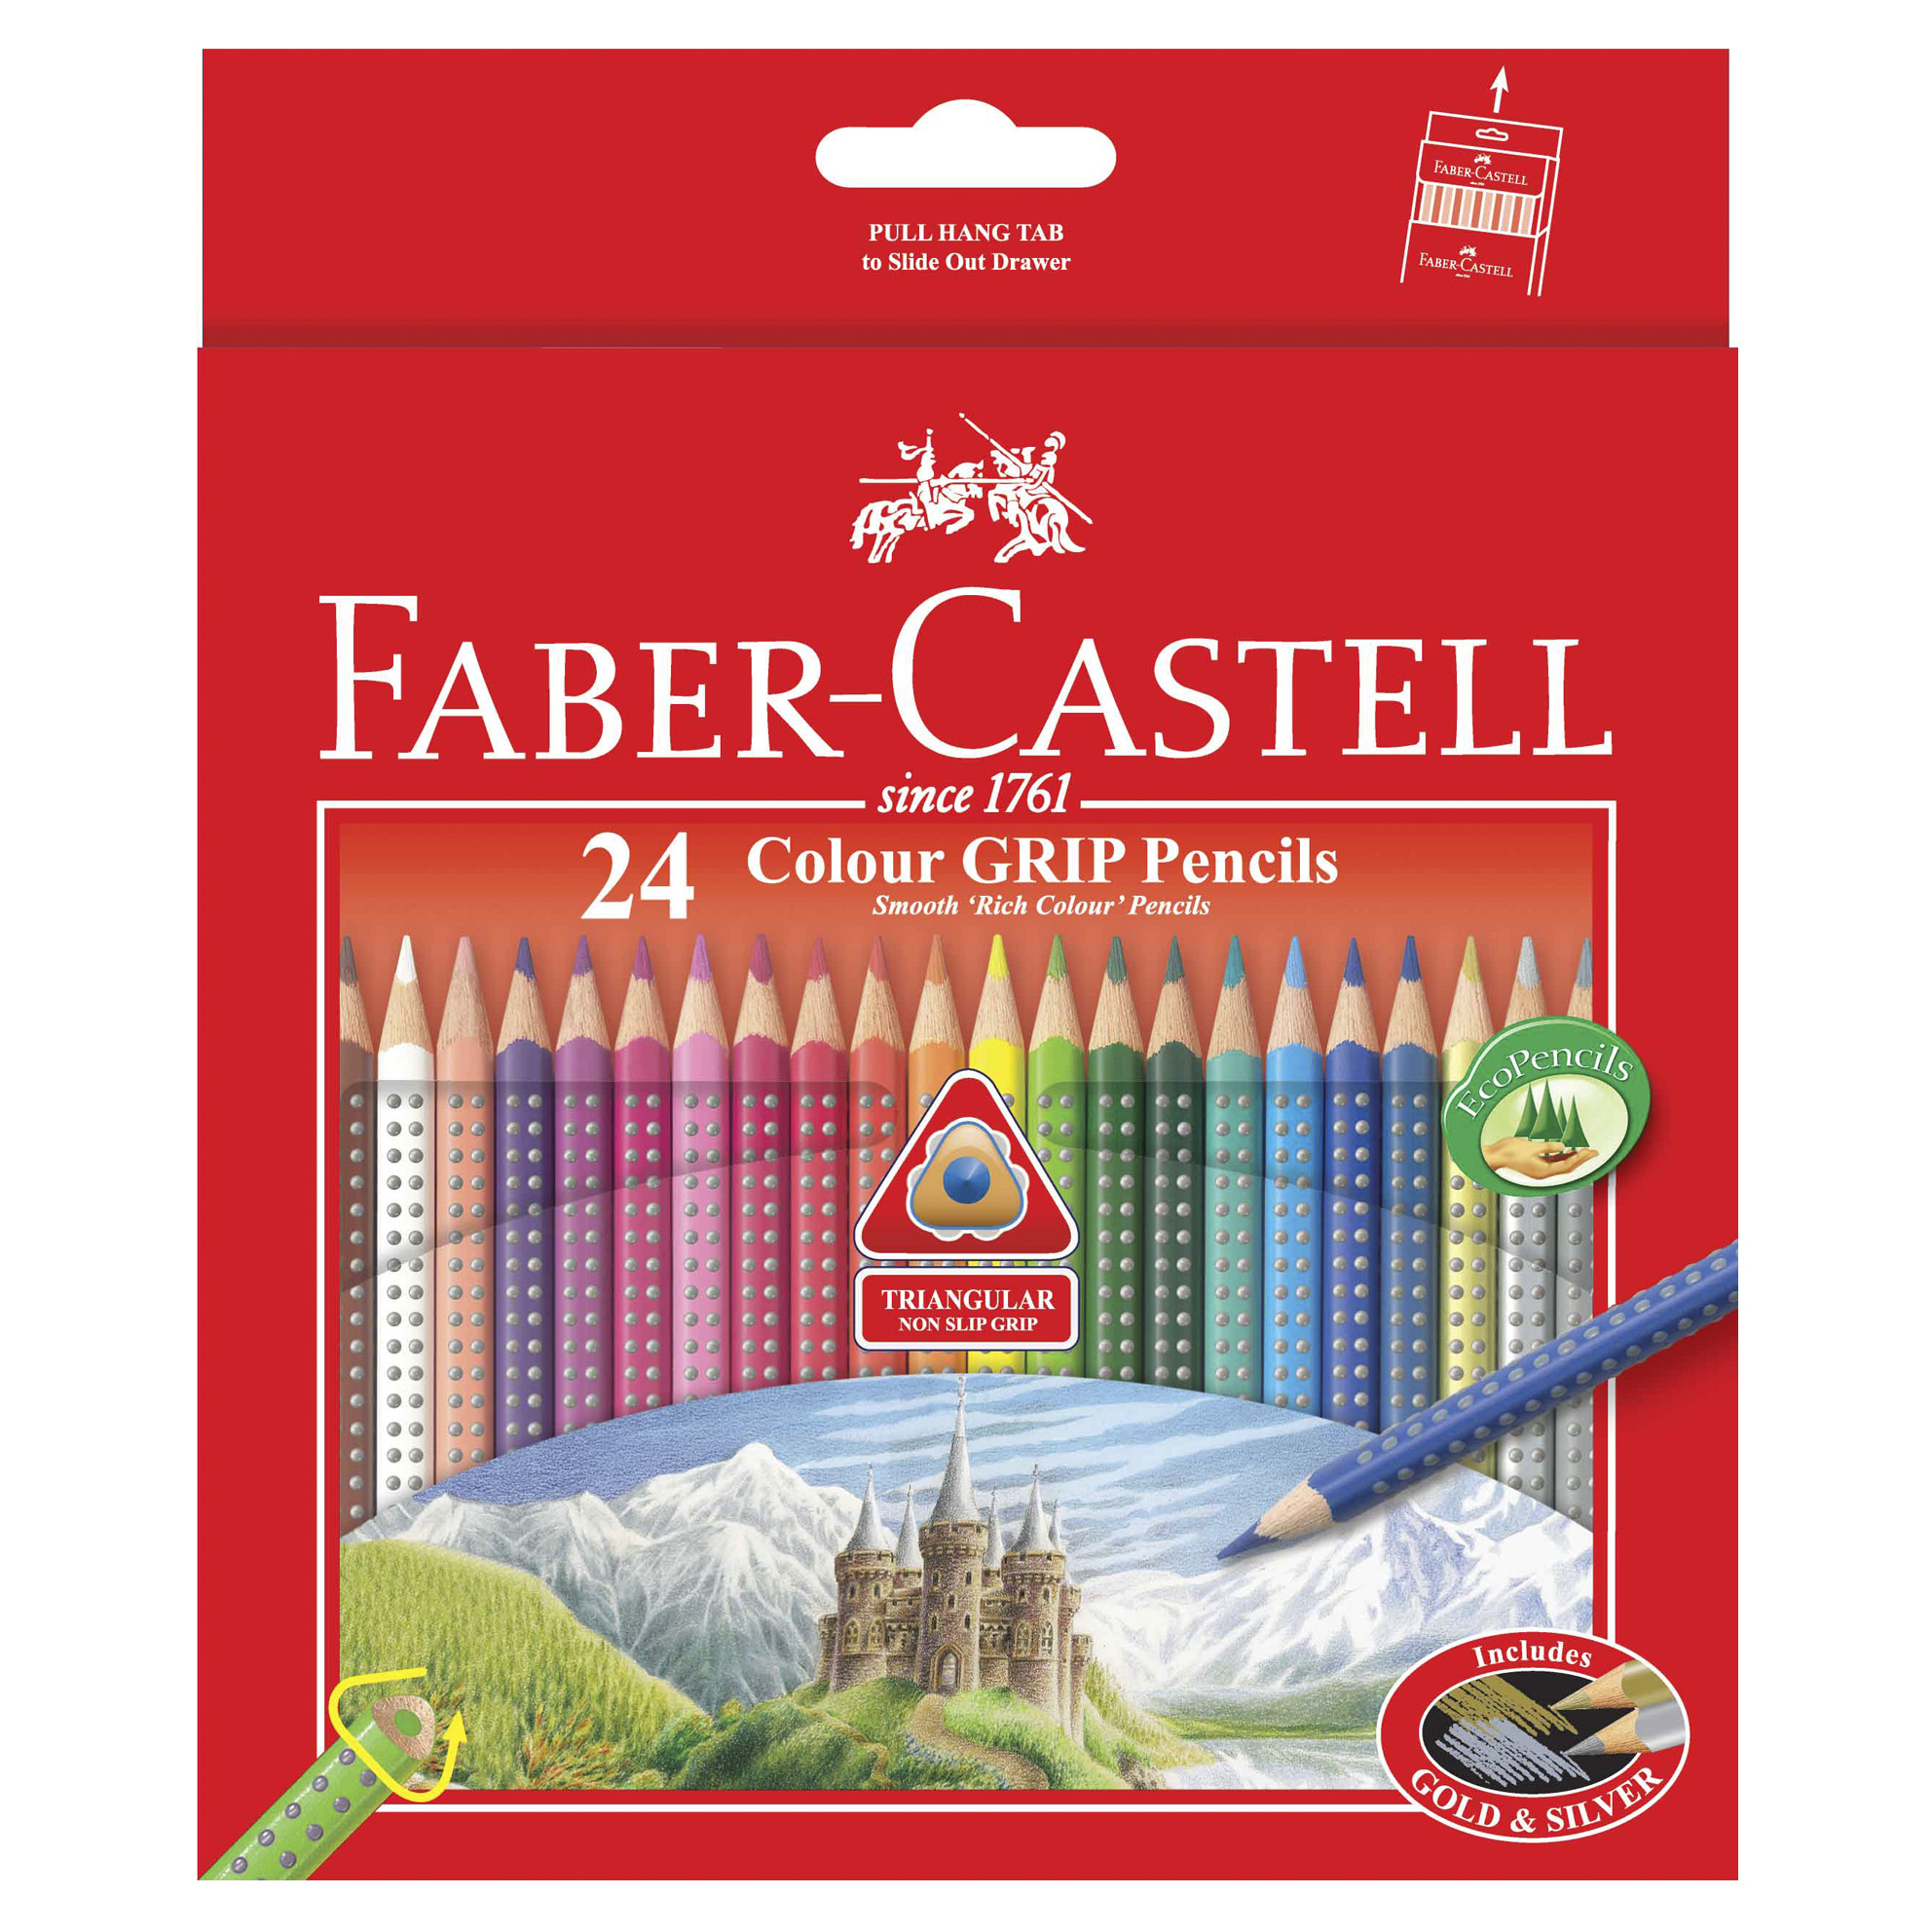 PULL HANG TAB
to Slide Out Drawer
FABER-CASTELL
FABER-CASTELL
FABER-CASTELL
since 1761
24 Colour GRIP Pencils
Smooth ‘Rich Colour’ Pencils
EcoPencils
TRIANGULAR
NON SLIP GRIP
Includes
GOLD & SILVER